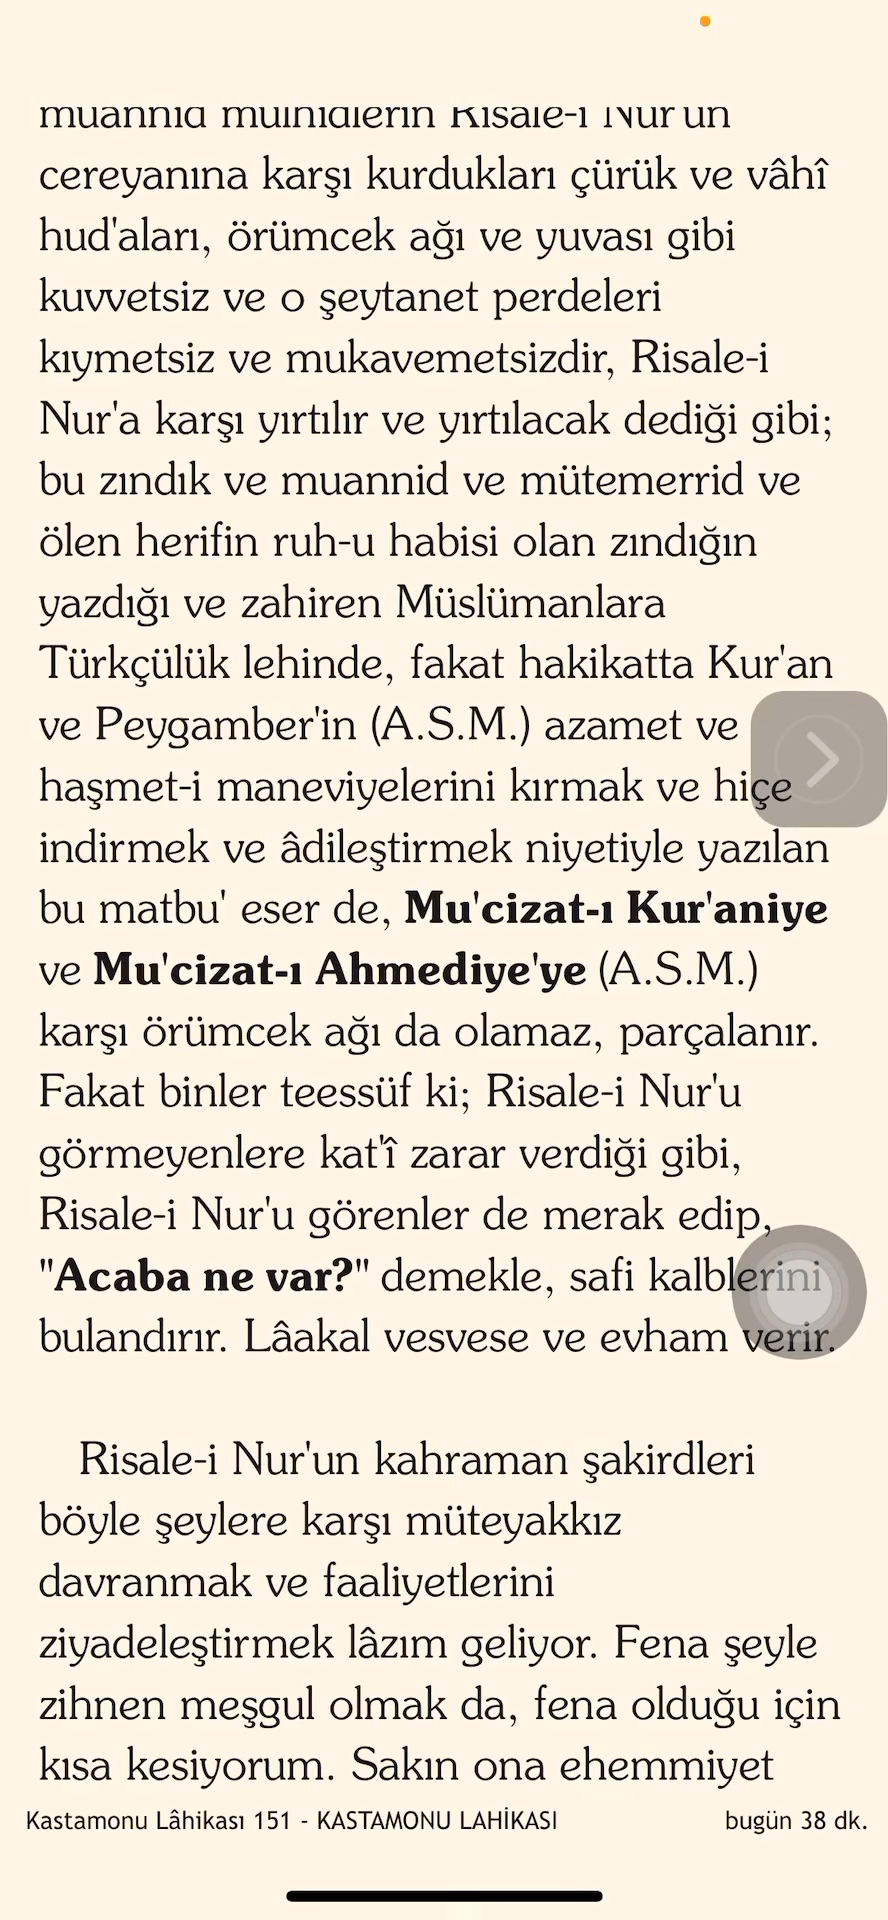 muannid mülhidlerin Risale-i Nur'un
cereyanına karşı kurdukları çürük ve vâhî
hud'aları, örümcek ağı ve yuvası gibi
kuvvetsiz ve o şeytanet perdeleri
kıymetsiz ve mukavemetsizdir, Risale-i
Nur'a karşı yırtılır ve yırtılacak dediği gibi;
bu zındık ve muannid ve mütemerrid ve
ölen herifin ruh-u habisi olan zındığın
yazdığı ve zahiren Müslümanlara
Türkçülük lehinde, fakat hakikatta Kur'an
ve Peygamber'in (A.S.M.) azamet ve
haşmet-i maneviyelerini kırmak ve hiçe
indirmek ve âdileştirmek niyetiyle yazılan
bu matbu' eser de, Mu'cizat-ı Kur'aniye
ve Mu'cizat-ı Ahmediye'ye (A.S.M.)
karşı örümcek ağı da olamaz, parçalanır.
Fakat binler teessüf ki; Risale-i Nur'u
görmeyenlere kat'î zarar verdiği gibi,
Risale-i Nur'u görenler de merak edip,
"Acaba ne var?" demekle, safi kalblerini
bulandırır. Lâakal vesvese ve evham verir.
Risale-i Nur'un kahraman şakirdleri
böyle şeylere karşı müteyakkız
davranmak ve faaliyetlerini
ziyadeleştirmek lâzım geliyor. Fena şeyle
zihnen meşgul olmak da, fena olduğu için
kısa kesiyorum. Sakın ona ehemmiyet
Kastamonu Lâhikası 151 - KASTAMONU LAHİKASI
bugün 38 dk.